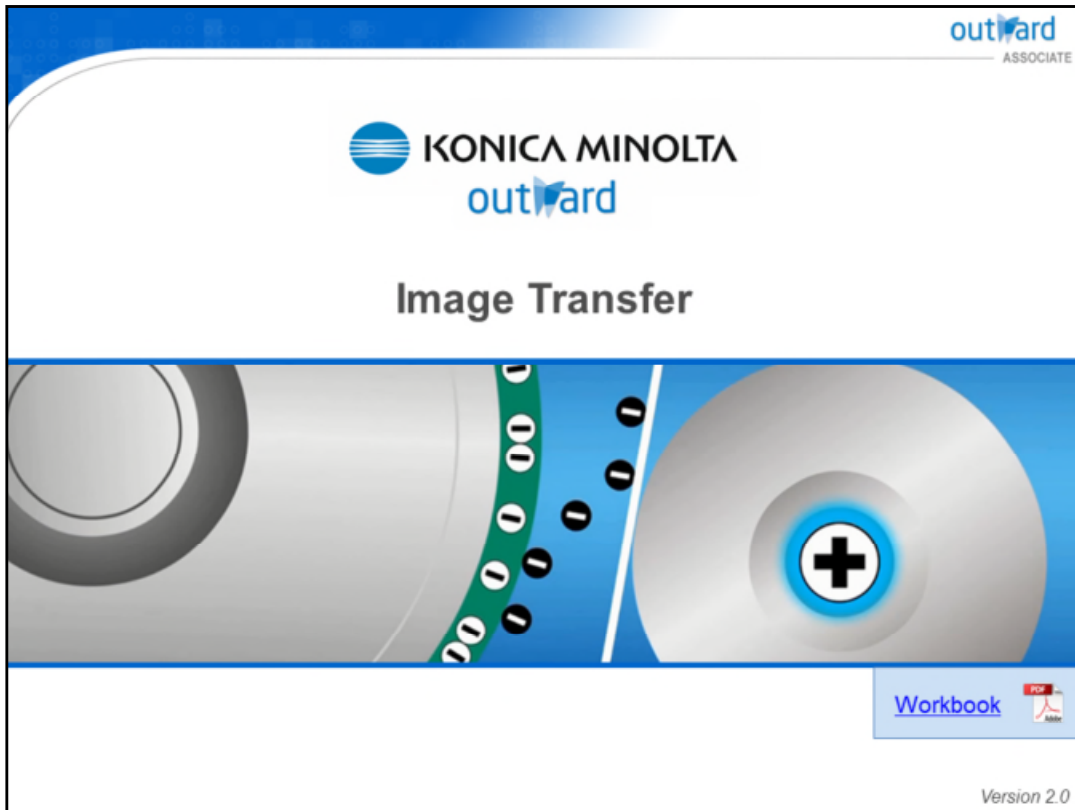 outward
ASSOCIATE
KONICA MINOLTA
outward
Image Transfer
Workbook
PDF
Adobe
Version 2.0